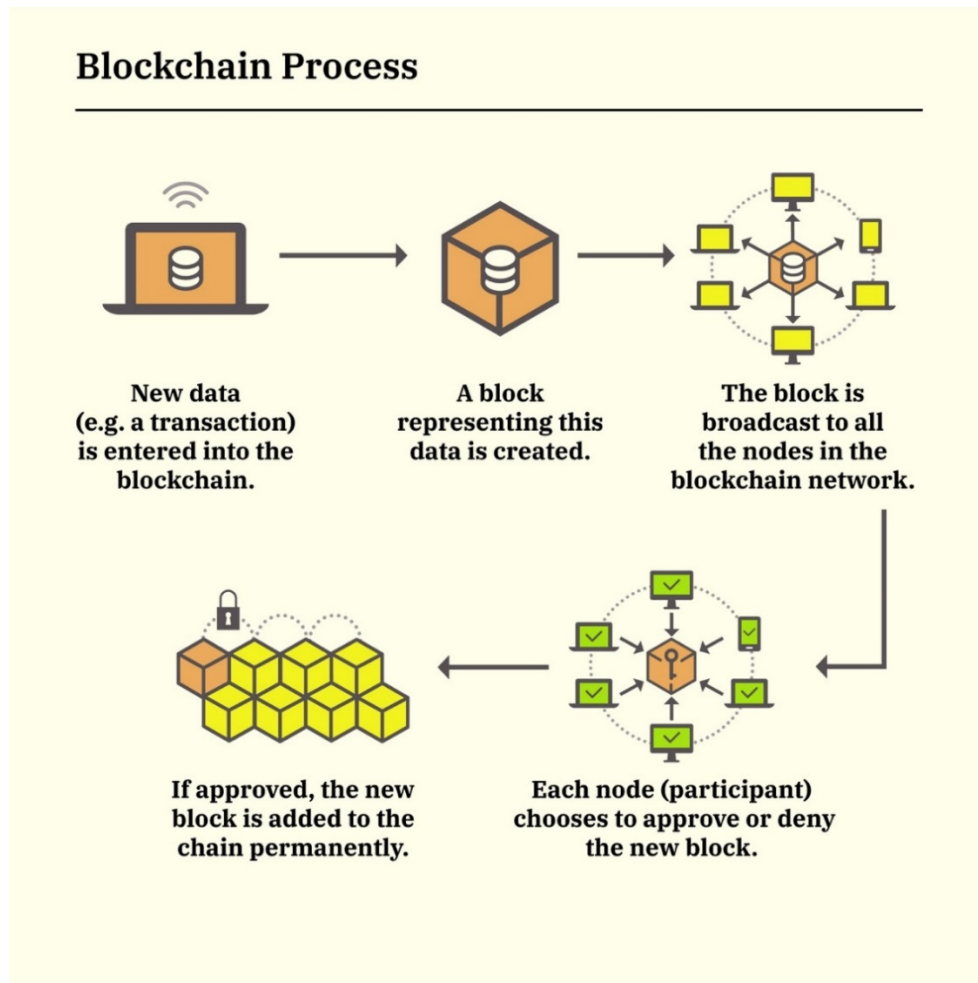 Blockchain Process
New data
(e.g. a transaction)
is entered into the
blockchain.
A block
representing this
data is created.
The block is
broadcast to all
the nodes in the
blockchain network.
Each node (participant)
chooses to approve or deny
the new block.
If approved, the new
block is added to the
chain permanently.